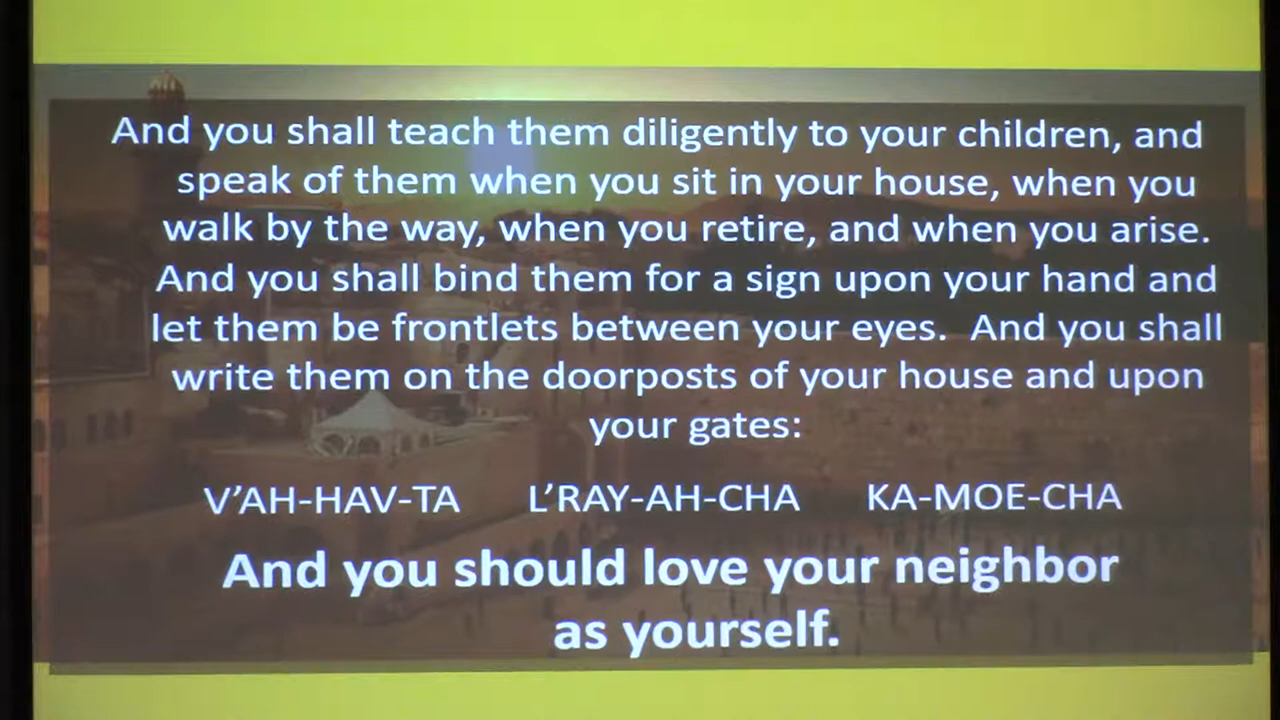 And you shall teach them diligently to your children, and
speak of them when you sit in your house, when you
walk by the way, when you retire, and when you arise.
And you shall bind them for a sign upon your hand and
let them be frontlets between your eyes.  And you shall
write them on the doorposts of your house and upon
your gates:
V’AH-HAV-TA L’RAY-AH-CHA KA-MOE-CHA
And you should love your neighbor
as yourself.